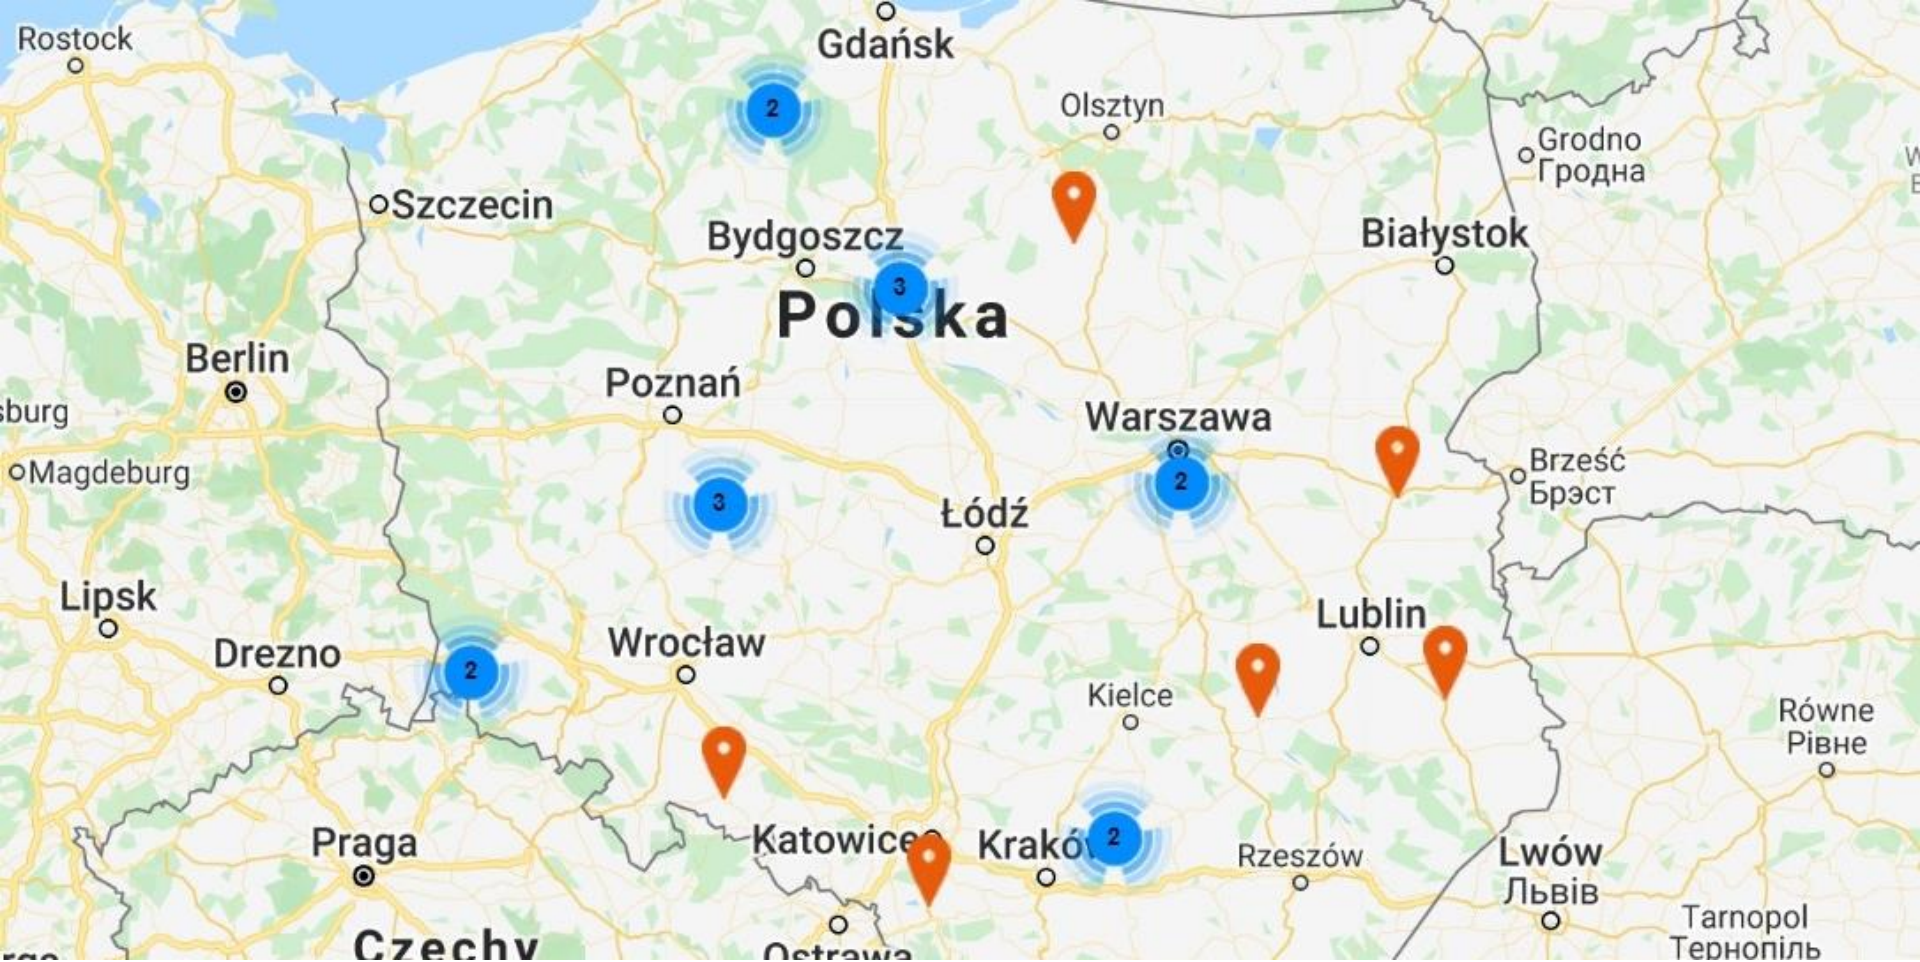 Rostock
Gdańsk
2
Olsztyn
Grodno
Гродна
Szczecin
Bydgoszcz
Białystok
3
Polska
Berlin
Poznań
sburg
Warszawa
Magdeburg
Brześć
Брэст
2
3
Łódź
Lipsk
Lublin
Drezno
Wrocław
2
Kielce
Równe
Рівне
Praga
Katowice
Kraków
2
Rzeszów
Lwów
Львів
Tarnopol
Тернопіль
Czechy
Ostrawa